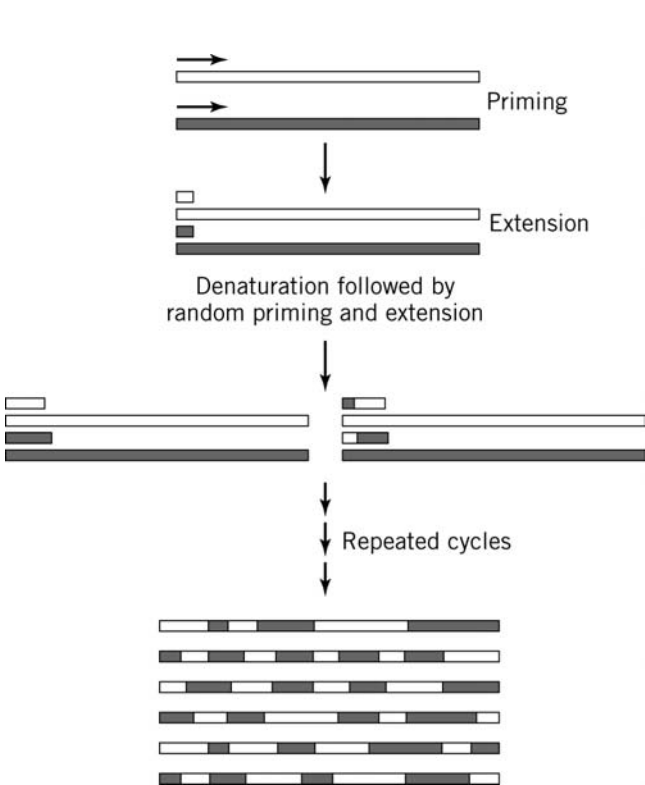 Priming
Extension
Denaturation followed by
random priming and extension
Repeated cycles